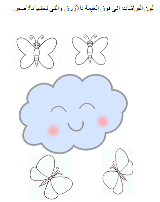 لون الفراشات التي فوق الغيمة بالأزرق والتي تحتها بالأصفر